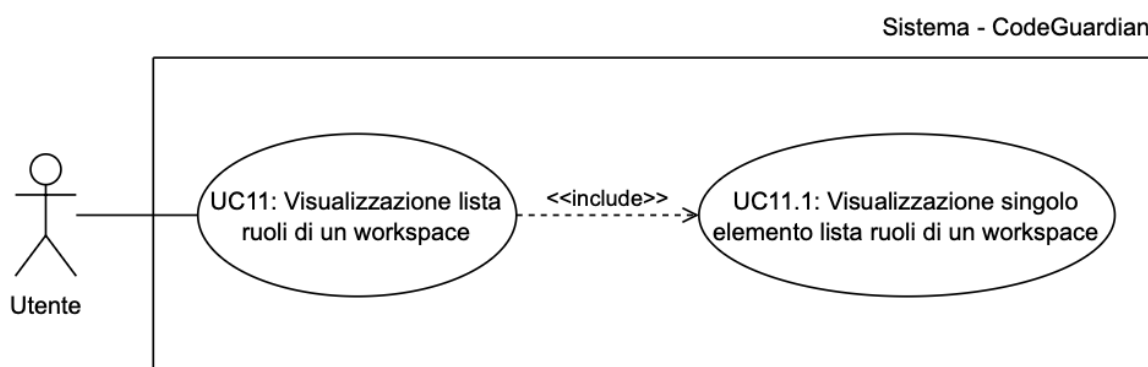 Sistema - CodeGuardian
UC11: Visualizzazione lista
ruoli di un workspace
<<include>>
UC11.1: Visualizzazione singolo
elemento lista ruoli di un workspace
Utente